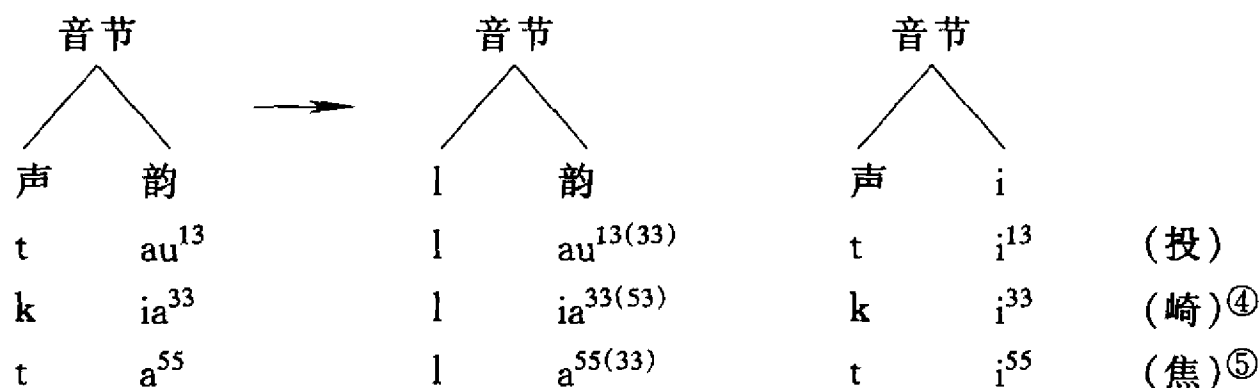 音节 → 音节 音节
声 韵 l 韵 声 i
t au¹³ l au¹³⁽³³⁾ t i¹³ (投)
k ia³³ l ia³³⁽⁵³⁾ k i³³ (崎)④
t a⁵⁵ l a⁵⁵⁽³³⁾ t i⁵⁵ (焦)⑤